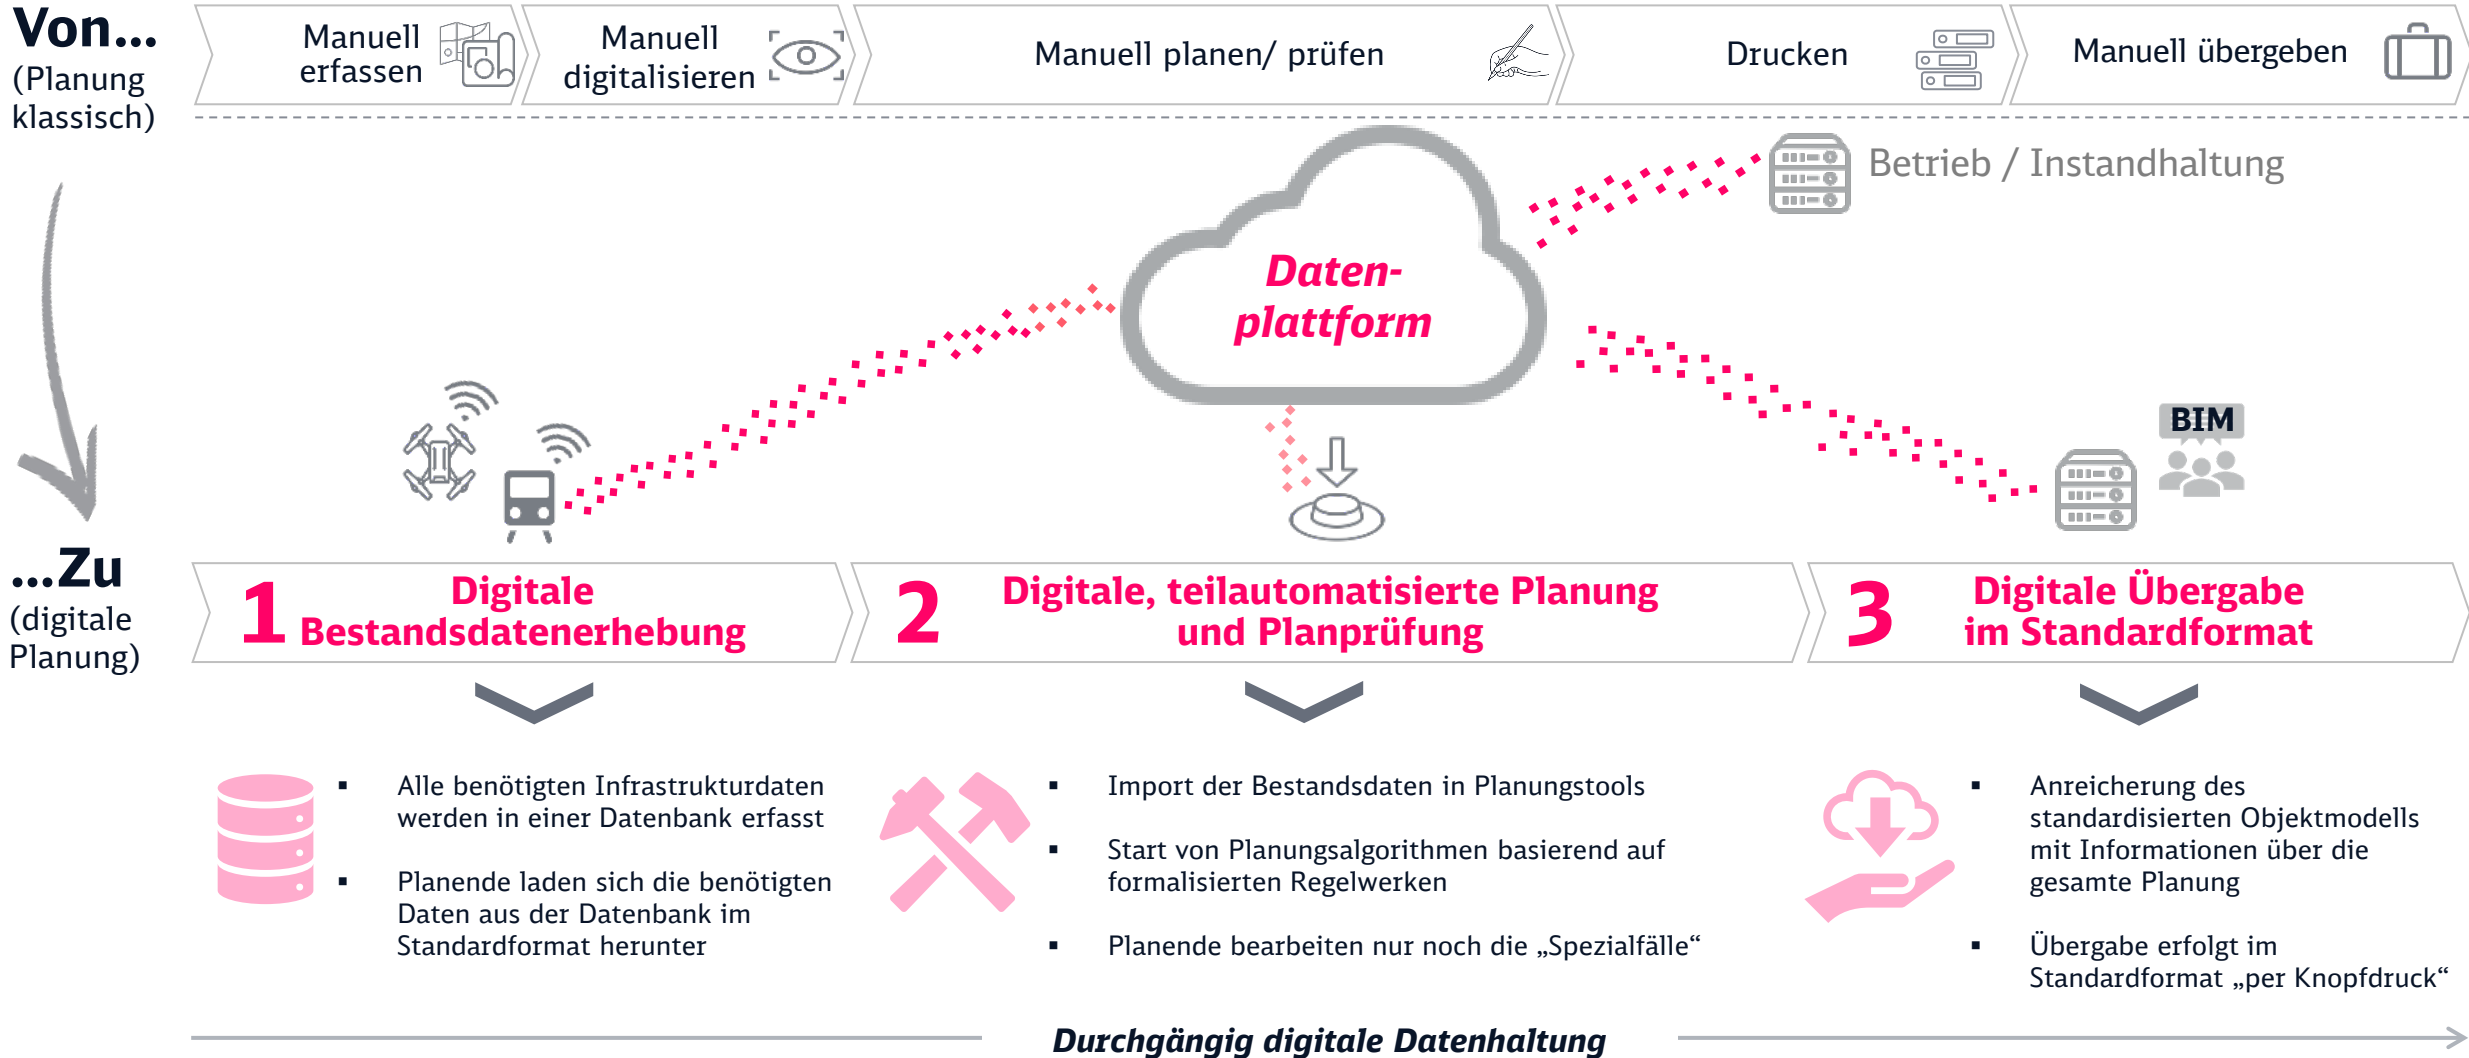 Von...
(Planung
klassisch)
Manuell
erfassen
Manuell
digitalisieren
Manuell planen/ prüfen
Drucken
Manuell übergeben
Betrieb / Instandhaltung
Daten-
plattform
BIM
...Zu
(digitale
Planung)
1
Digitale
Bestandsdatenerhebung
2
Digitale, teilautomatisierte Planung
und Planprüfung
3
Digitale Übergabe
im Standardformat
▪ Alle benötigten Infrastrukturdaten
werden in einer Datenbank erfasst
▪ Planende laden sich die benötigten
Daten aus der Datenbank im
Standardformat herunter
▪ Import der Bestandsdaten in Planungstools
▪ Start von Planungsalgorithmen basierend auf
formalisierten Regelwerken
▪ Planende bearbeiten nur noch die „Spezialfälle“
▪ Anreicherung des
standardisierten Objektmodells
mit Informationen über die
gesamte Planung
▪ Übergabe erfolgt im
Standardformat „per Knopfdruck“
Durchgängig digitale Datenhaltung